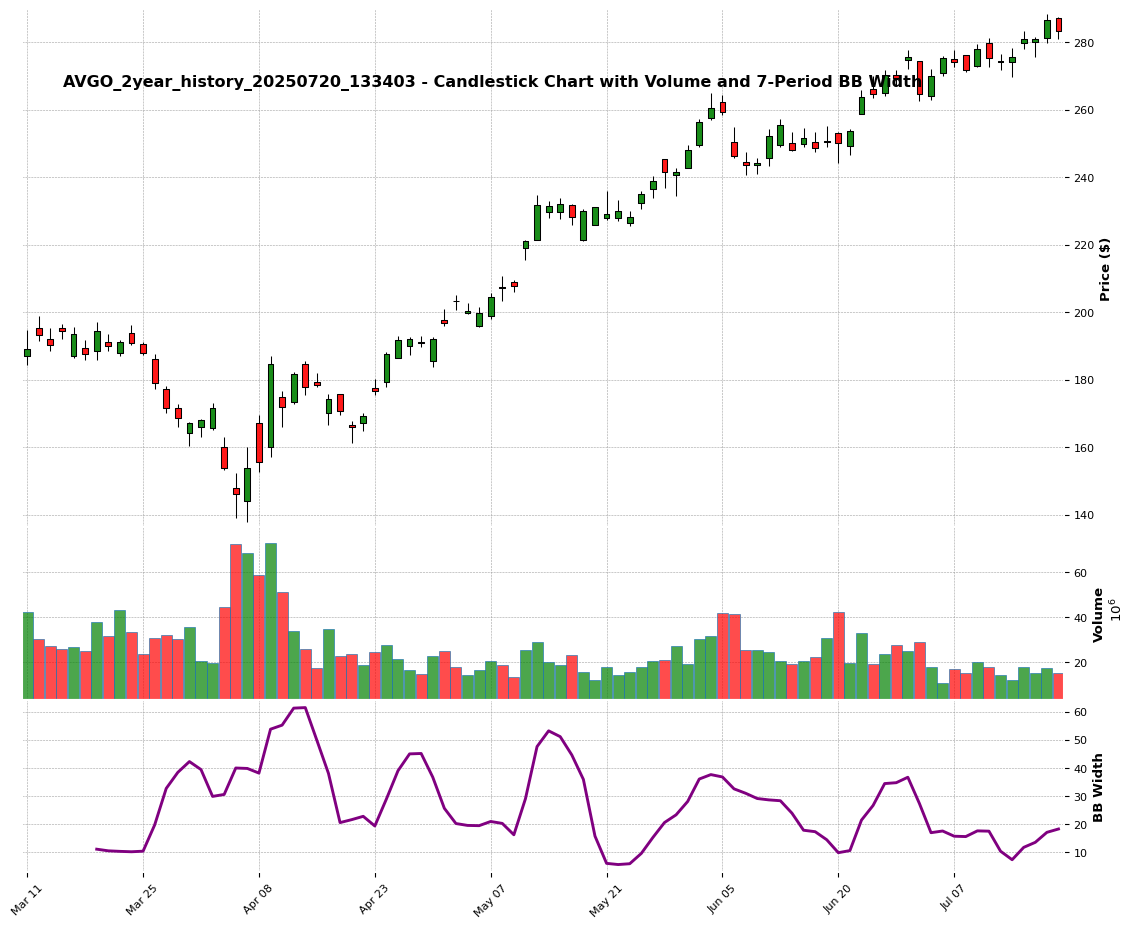 AVGO_2year_history_20250720_133403 - Candlestick Chart with Volume and 7-Period BB Width
280
260
240
220
200
180
160
140
Price ($)
60
40
20
Volume
10^6
60
50
40
30
20
10
BB Width
Mar 11
Mar 25
Apr 08
Apr 23
May 07
May 21
Jun 05
Jun 20
Jul 07